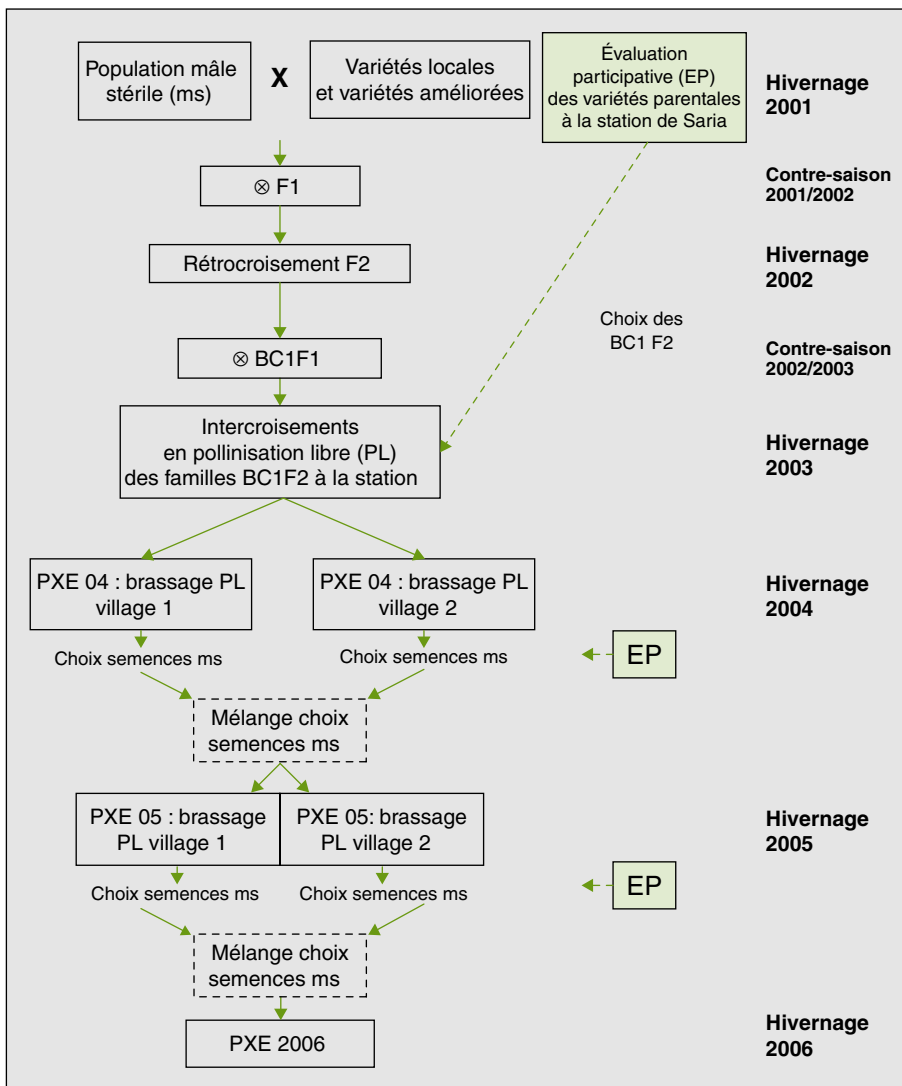 Population mâle
stérile (ms)
X
Variétés locales
et variétés améliorées
Évaluation
participative (EP)
des variétés parentales
à la station de Saria
Hivernage
2001
⊗ F1
Contre-saison
2001/2002
Rétrocroisement F2
Hivernage
2002
Choix des
BC1 F2
⊗ BC1F1
Contre-saison
2002/2003
Intercroisements
en pollinisation libre (PL)
des familles BC1F2 à la station
Hivernage
2003
PXE 04 : brassage PL
village 1
PXE 04 : brassage PL
village 2
Hivernage
2004
Choix semences ms
Choix semences ms
EP
Mélange choix
semences ms
PXE 05 : brassage
PL village 1
PXE 05: brassage
PL village 2
Hivernage
2005
Choix semences ms
Choix semences ms
EP
Mélange choix
semences ms
PXE 2006
Hivernage
2006